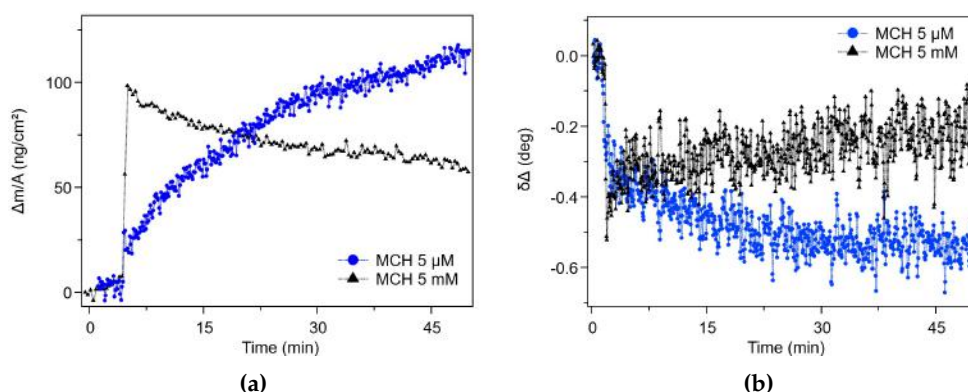 100
50
0
Δm/A (ng/cm²)
MCH 5 µM
MCH 5 mM
0 15 30 45
Time (min)
(a)
MCH 5 µM
MCH 5 mM
0.0
-0.2
-0.4
-0.6
δΔ (deg)
0 15 30 45
Time (min)
(b)